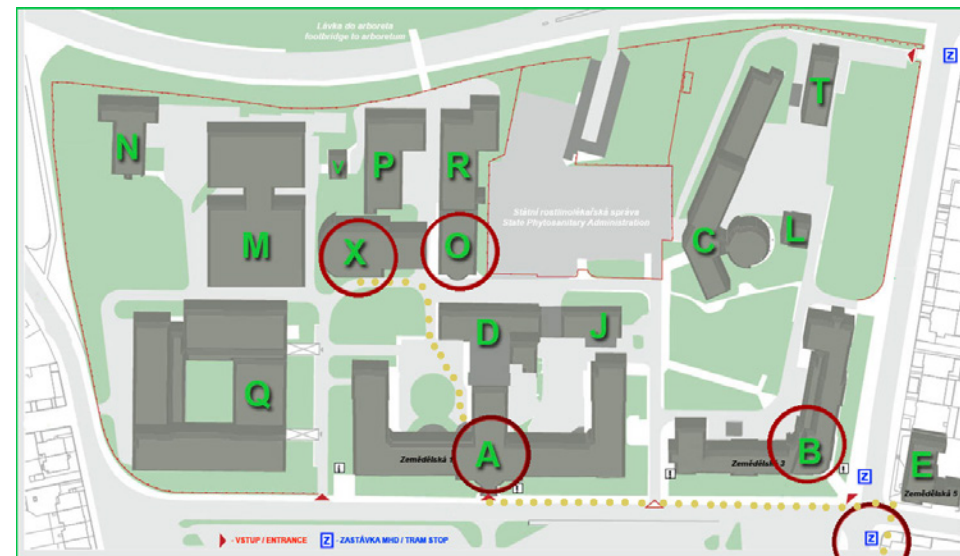 Lávka do arboreta
footbridge to arboretum
Z
T
N
V
P
R
Státní rostlinolékařská správa
State Phytosanitary Administration
M
X
O
C
L
D
J
Q
A
B
E
Zemědělská 1
Zemědělská 3
Zemědělská 5
i
i
i
i
Z
Z
- VSTUP / ENTRANCE
Z - ZASTÁVKA MHD / TRAM STOP